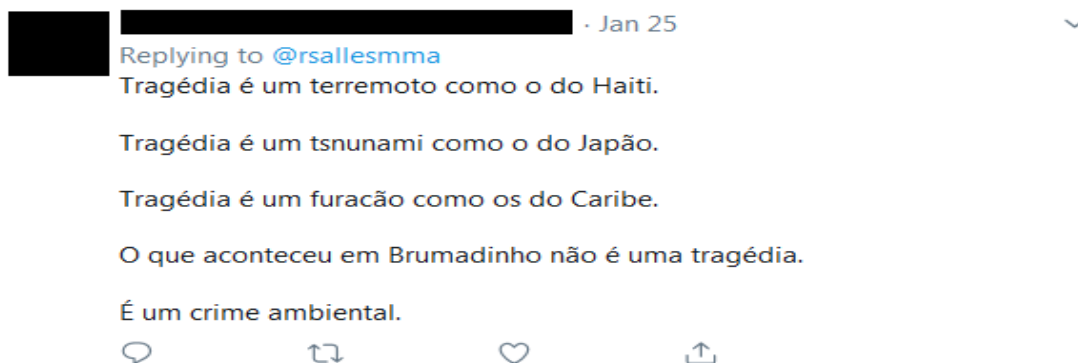 · Jan 25
Replying to @rsallesmma
Tragédia é um terremoto como o do Haiti.
Tragédia é um tsnunami como o do Japão.
Tragédia é um furacão como os do Caribe.
O que aconteceu em Brumadinho não é uma tragédia.
É um crime ambiental.